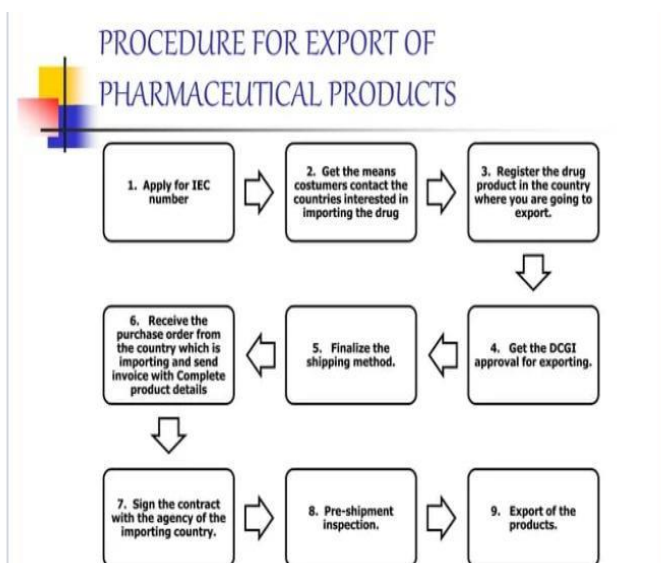 PROCEDURE FOR EXPORT OF
PHARMACEUTICAL PRODUCTS
1. Apply for IEC
number
2. Get the means
costumers contact the
countries interested in
importing the drug
3. Register the drug
product in the country
where you are going to
export.
4. Get the DCGI
approval for exporting.
5. Finalize the
shipping method.
6. Receive the
purchase order from
the country which is
importing and send
invoice with Complete
product details
7. Sign the contract
with the agency of the
importing country.
8. Pre-shipment
inspection.
9. Export of the
products.